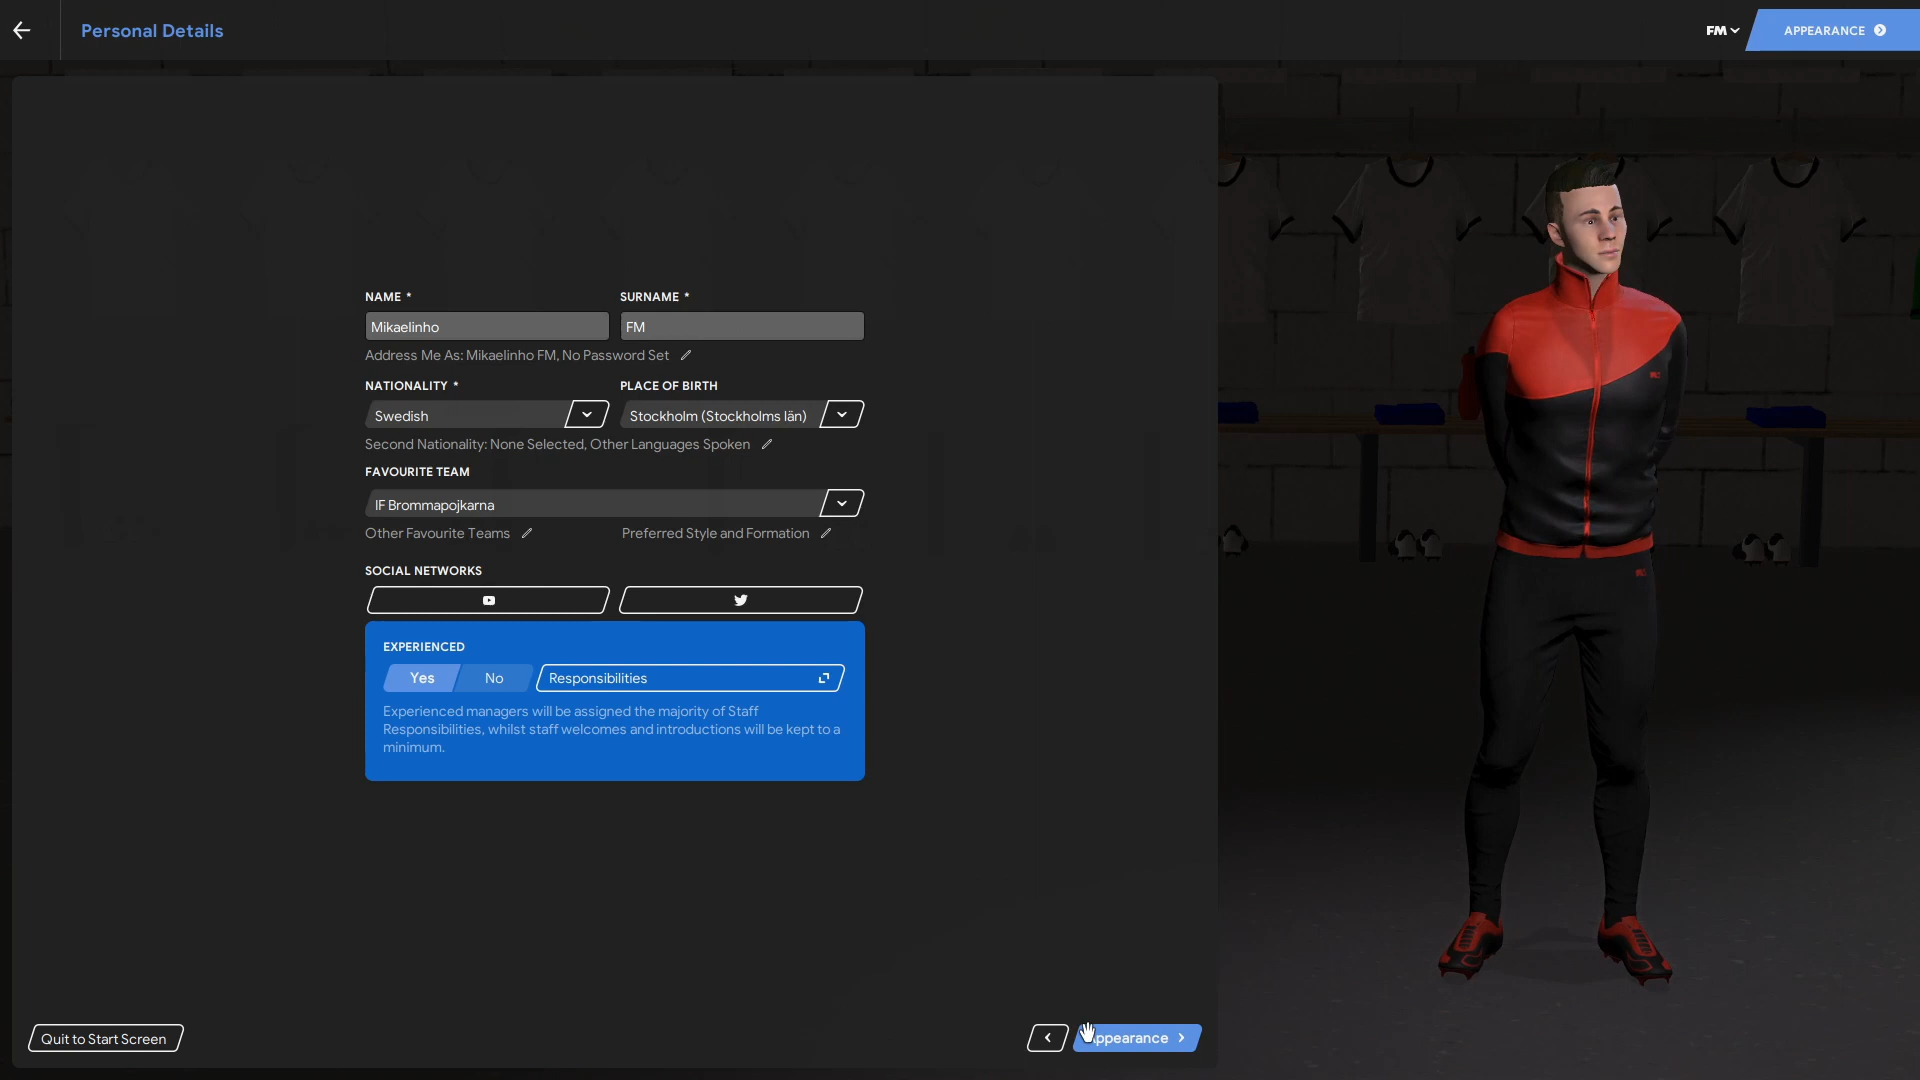 Personal Details
FM
APPEARANCE
NAME *
SURNAME *
Mikaelinho
FM
Address Me As: Mikaelinho FM, No Password Set
NATIONALITY *
PLACE OF BIRTH
Swedish
Stockholm (Stockholms län)
Second Nationality: None Selected, Other Languages Spoken
FAVOURITE TEAM
IF Brommapojkarna
Other Favourite Teams
Preferred Style and Formation
SOCIAL NETWORKS
EXPERIENCED
Yes
No
Responsibilities
Experienced managers will be assigned the majority of Staff
Responsibilities, whilst staff welcomes and introductions will be kept to a
minimum.
Quit to Start Screen
Appearance